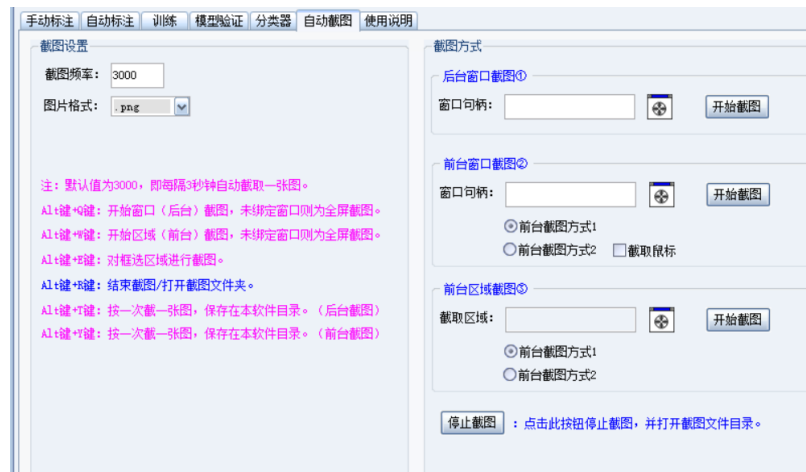 手动标注 自动标注 训练 模型验证 分类器 自动截图 使用说明
截图设置
截图频率： 3000
图片格式： .png
注：默认值为3000，即每隔3秒钟自动截取一张图。
Alt键+Q键：开始窗口（后台）截图，未绑定窗口则为全屏截图。
Alt键+W键：开始区域（前台）截图，未绑定窗口则为全屏截图。
Alt键+E键：对框选区域进行截图。
Alt键+R键：结束截图/打开截图文件夹。
Alt键+T键：按一次截一张图，保存在本软件目录。（后台截图）
Alt键+Y键：按一次截一张图，保存在本软件目录。（前台截图）
截图方式
后台窗口截图①
窗口句柄： 开始截图
前台窗口截图②
窗口句柄： 开始截图
前台截图方式1
前台截图方式2 截取鼠标
前台区域截图③
截取区域： 开始截图
前台截图方式1
前台截图方式2
停止截图 ：点击此按钮停止截图，并打开截图文件目录。